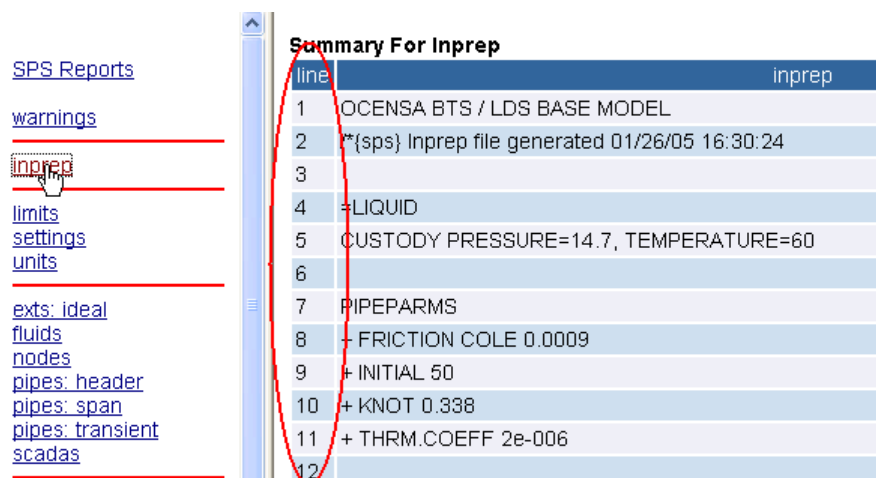 SPS Reports
warnings
inprep
limits
settings
units
exts: ideal
fluids
nodes
pipes: header
pipes: span
pipes: transient
scadas
Summary For Inprep
line inprep
1 OCENSA BTS / LDS BASE MODEL
2 /*{sps} Inprep file generated 01/26/05 16:30:24
3
4 =LIQUID
5 CUSTODY PRESSURE=14.7, TEMPERATURE=60
6
7 PIPEPARMS
8 + FRICTION COLE 0.0009
9 + INITIAL 50
10 + KNOT 0.338
11 + THRM.COEFF 2e-006
12